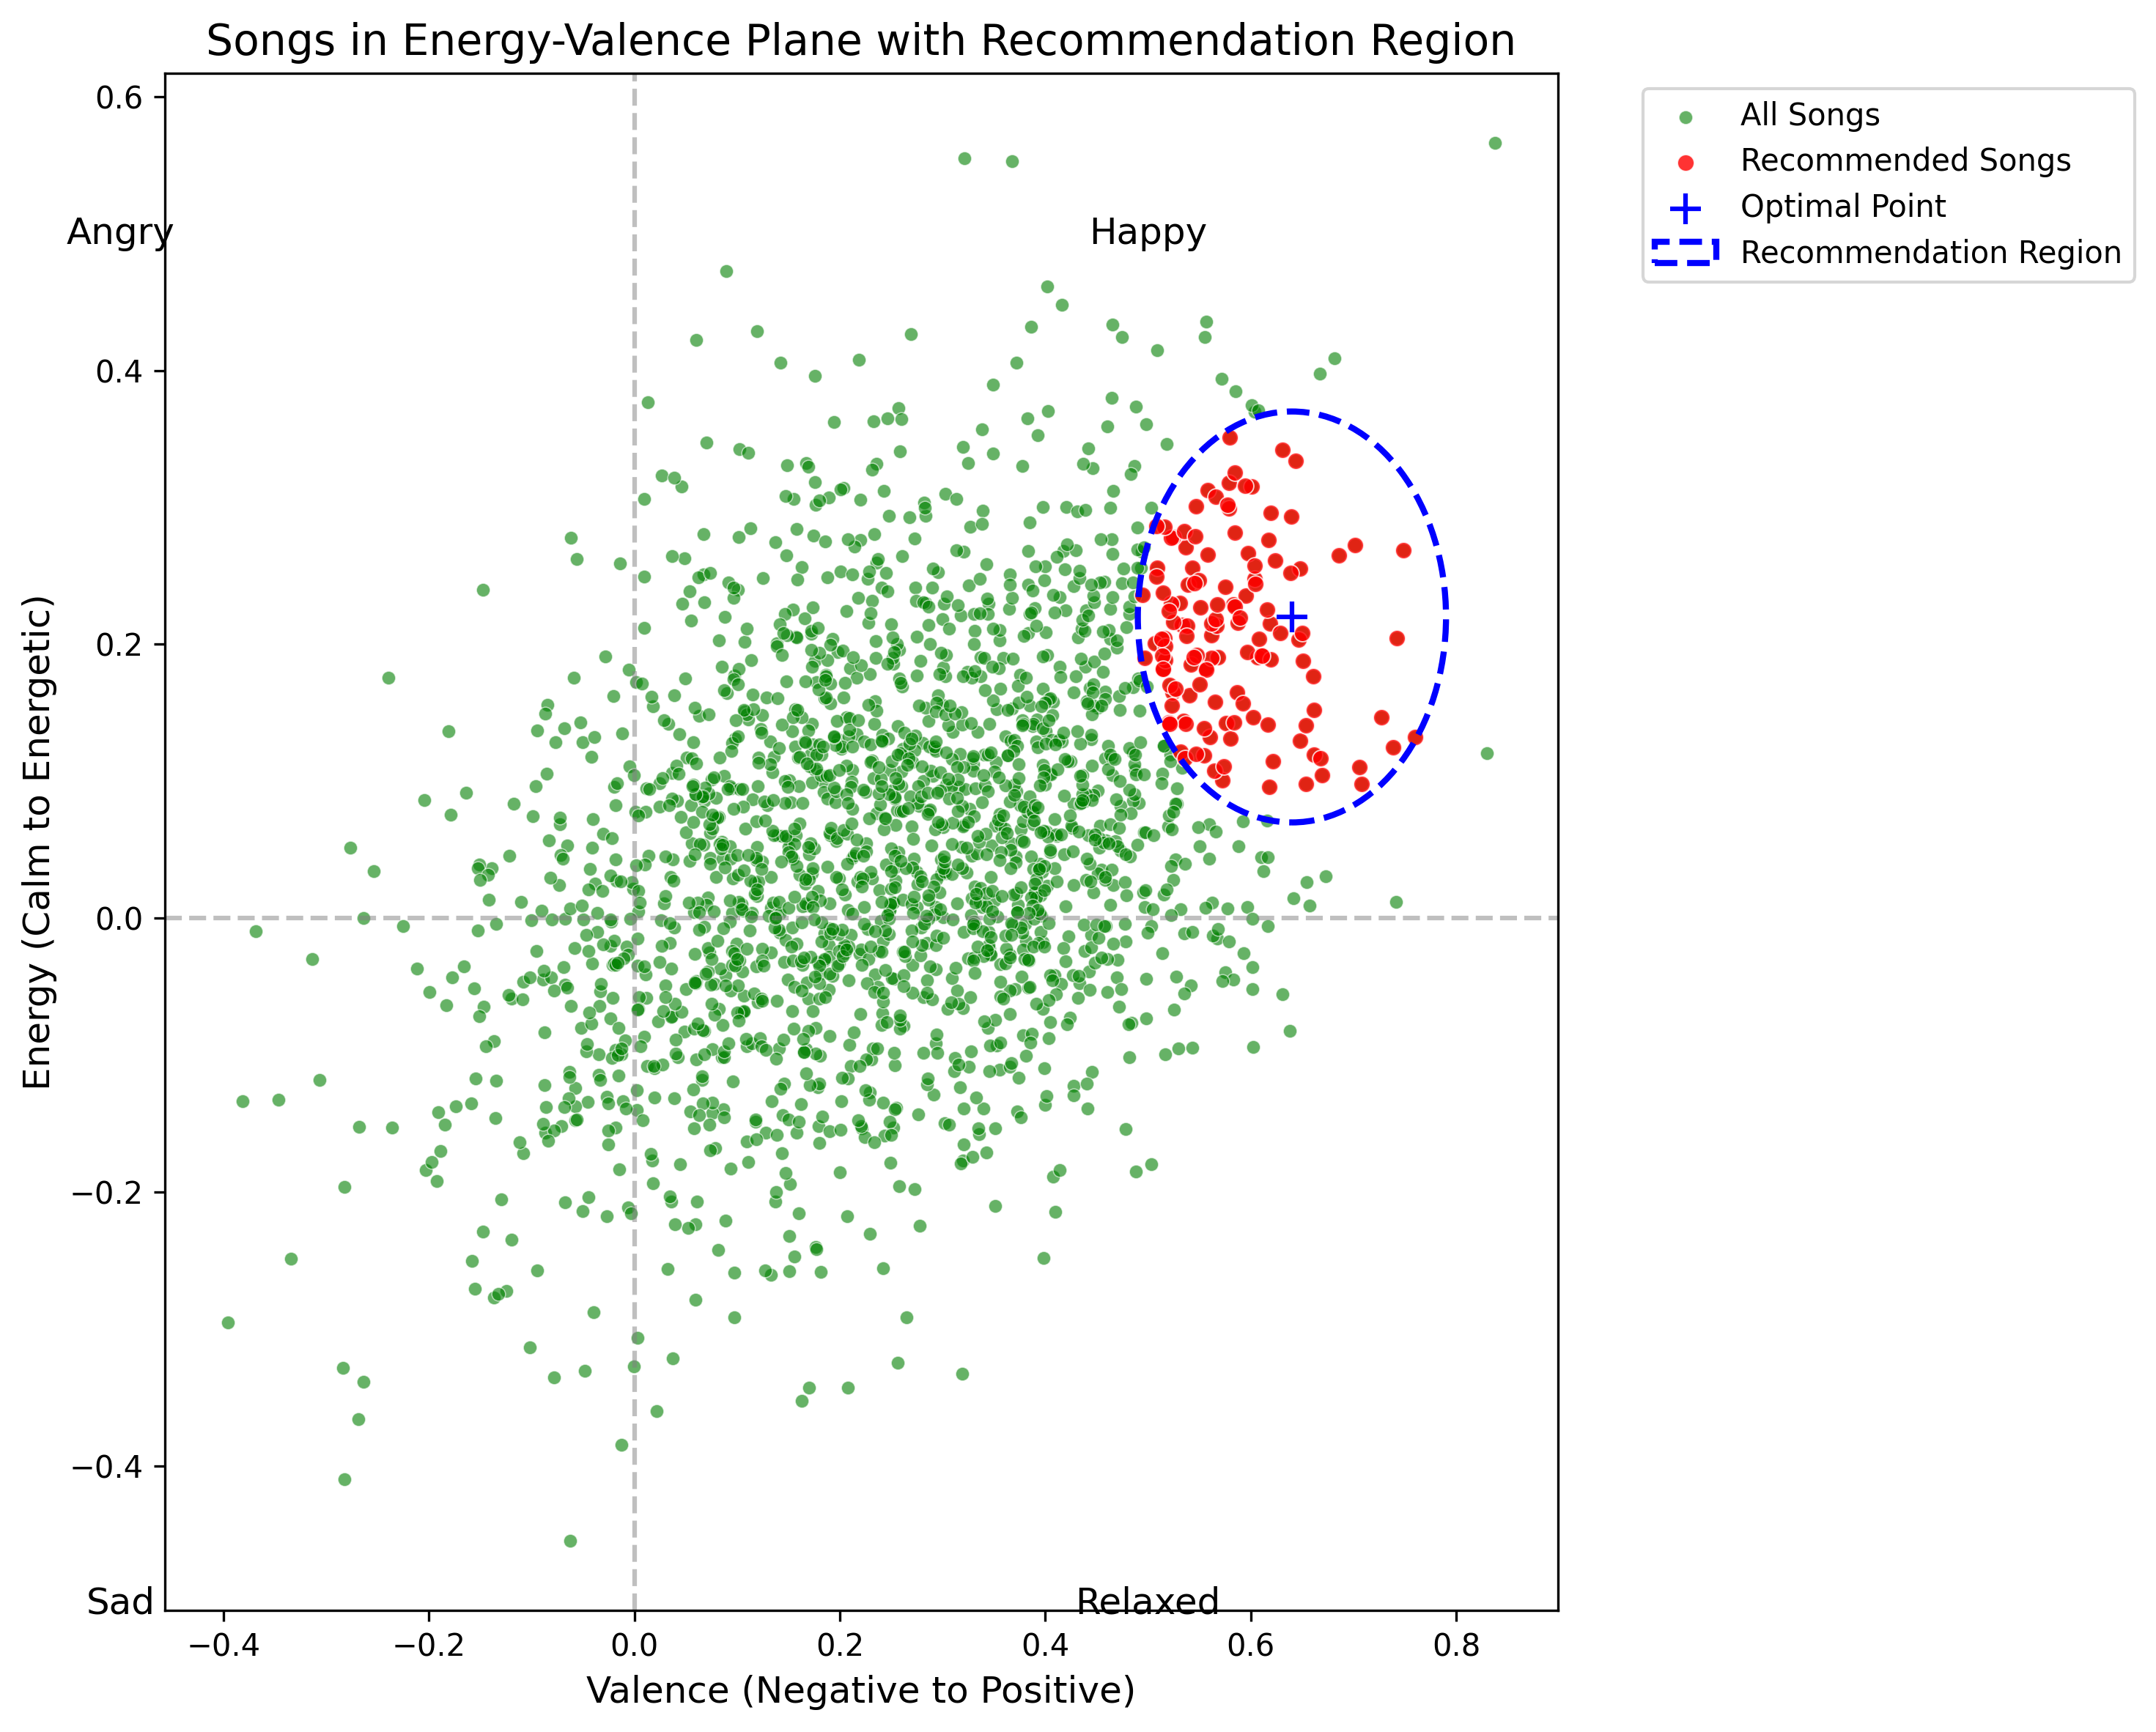 Songs in Energy-Valence Plane with Recommendation Region
All Songs
Recommended Songs
Optimal Point
Recommendation Region
Angry
Happy
Sad
Relaxed
Energy (Calm to Energetic)
0.6
0.4
0.2
0.0
−0.2
−0.4
−0.4
−0.2
0.0
0.2
0.4
0.6
0.8
Valence (Negative to Positive)